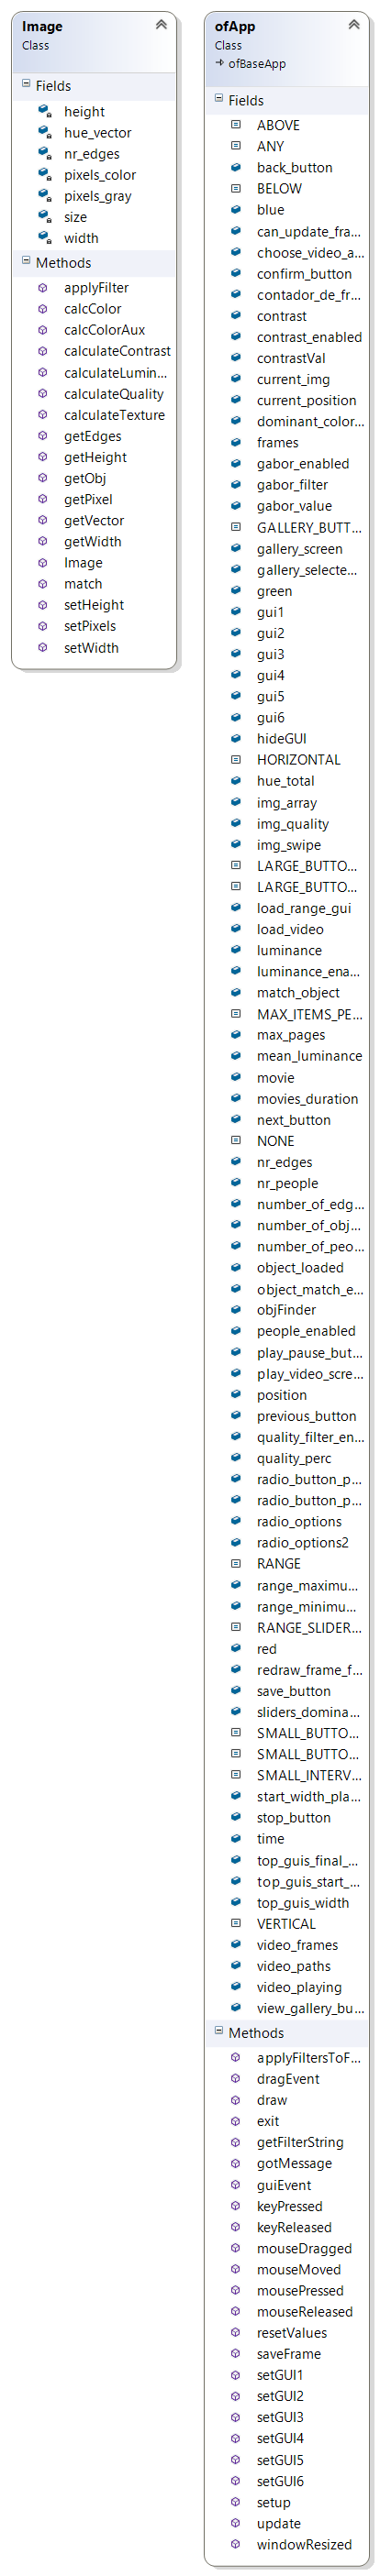 Image
Class
Fields
height
hue_vector
nr_edges
pixels_color
pixels_gray
size
width
Methods
applyFilter
calcColor
calcColorAux
calculateContrast
calculateLumin...
calculateQuality
calculateTexture
getEdges
getHeight
getObj
getPixel
getVector
getWidth
Image
match
setHeight
setPixels
setWidth
ofApp
Class
ofBaseApp
Fields
ABOVE
ANY
back_button
BELOW
blue
can_update_fra...
choose_video_a...
confirm_button
contador_de_fr...
contrast
contrast_enabled
contrastVal
current_img
current_position
dominant_color...
frames
gabor_enabled
gabor_filter
gabor_value
GALLERY_BUTT...
gallery_screen
gallery_selecte...
green
gui1
gui2
gui3
gui4
gui5
gui6
hideGUI
HORIZONTAL
hue_total
img_array
img_quality
img_swipe
LARGE_BUTTO...
LARGE_BUTTO...
load_range_gui
load_video
luminance
luminance_ena...
match_object
MAX_ITEMS_PE...
max_pages
mean_luminance
movie
movies_duration
next_button
NONE
nr_edges
nr_people
number_of_edg...
number_of_obj...
number_of_peo...
object_loaded
object_match_e...
objFinder
people_enabled
play_pause_but...
play_video_scre...
position
previous_button
quality_filter_en...
quality_perc
radio_button_p...
radio_button_p...
radio_options
radio_options2
RANGE
range_maximu...
range_minimu...
RANGE_SLIDER...
red
redraw_frame_f...
save_button
sliders_domina...
SMALL_BUTTO...
SMALL_BUTTO...
SMALL_INTERV...
start_width_pla...
stop_button
time
top_guis_final_...
top_guis_start_...
top_guis_width
VERTICAL
video_frames
video_paths
video_playing
view_gallery_bu...
Methods
applyFiltersToF...
dragEvent
draw
exit
getFilterString
gotMessage
guiEvent
keyPressed
keyReleased
mouseDragged
mouseMoved
mousePressed
mouseReleased
resetValues
saveFrame
setGUI1
setGUI2
setGUI3
setGUI4
setGUI5
setGUI6
setup
update
windowResized